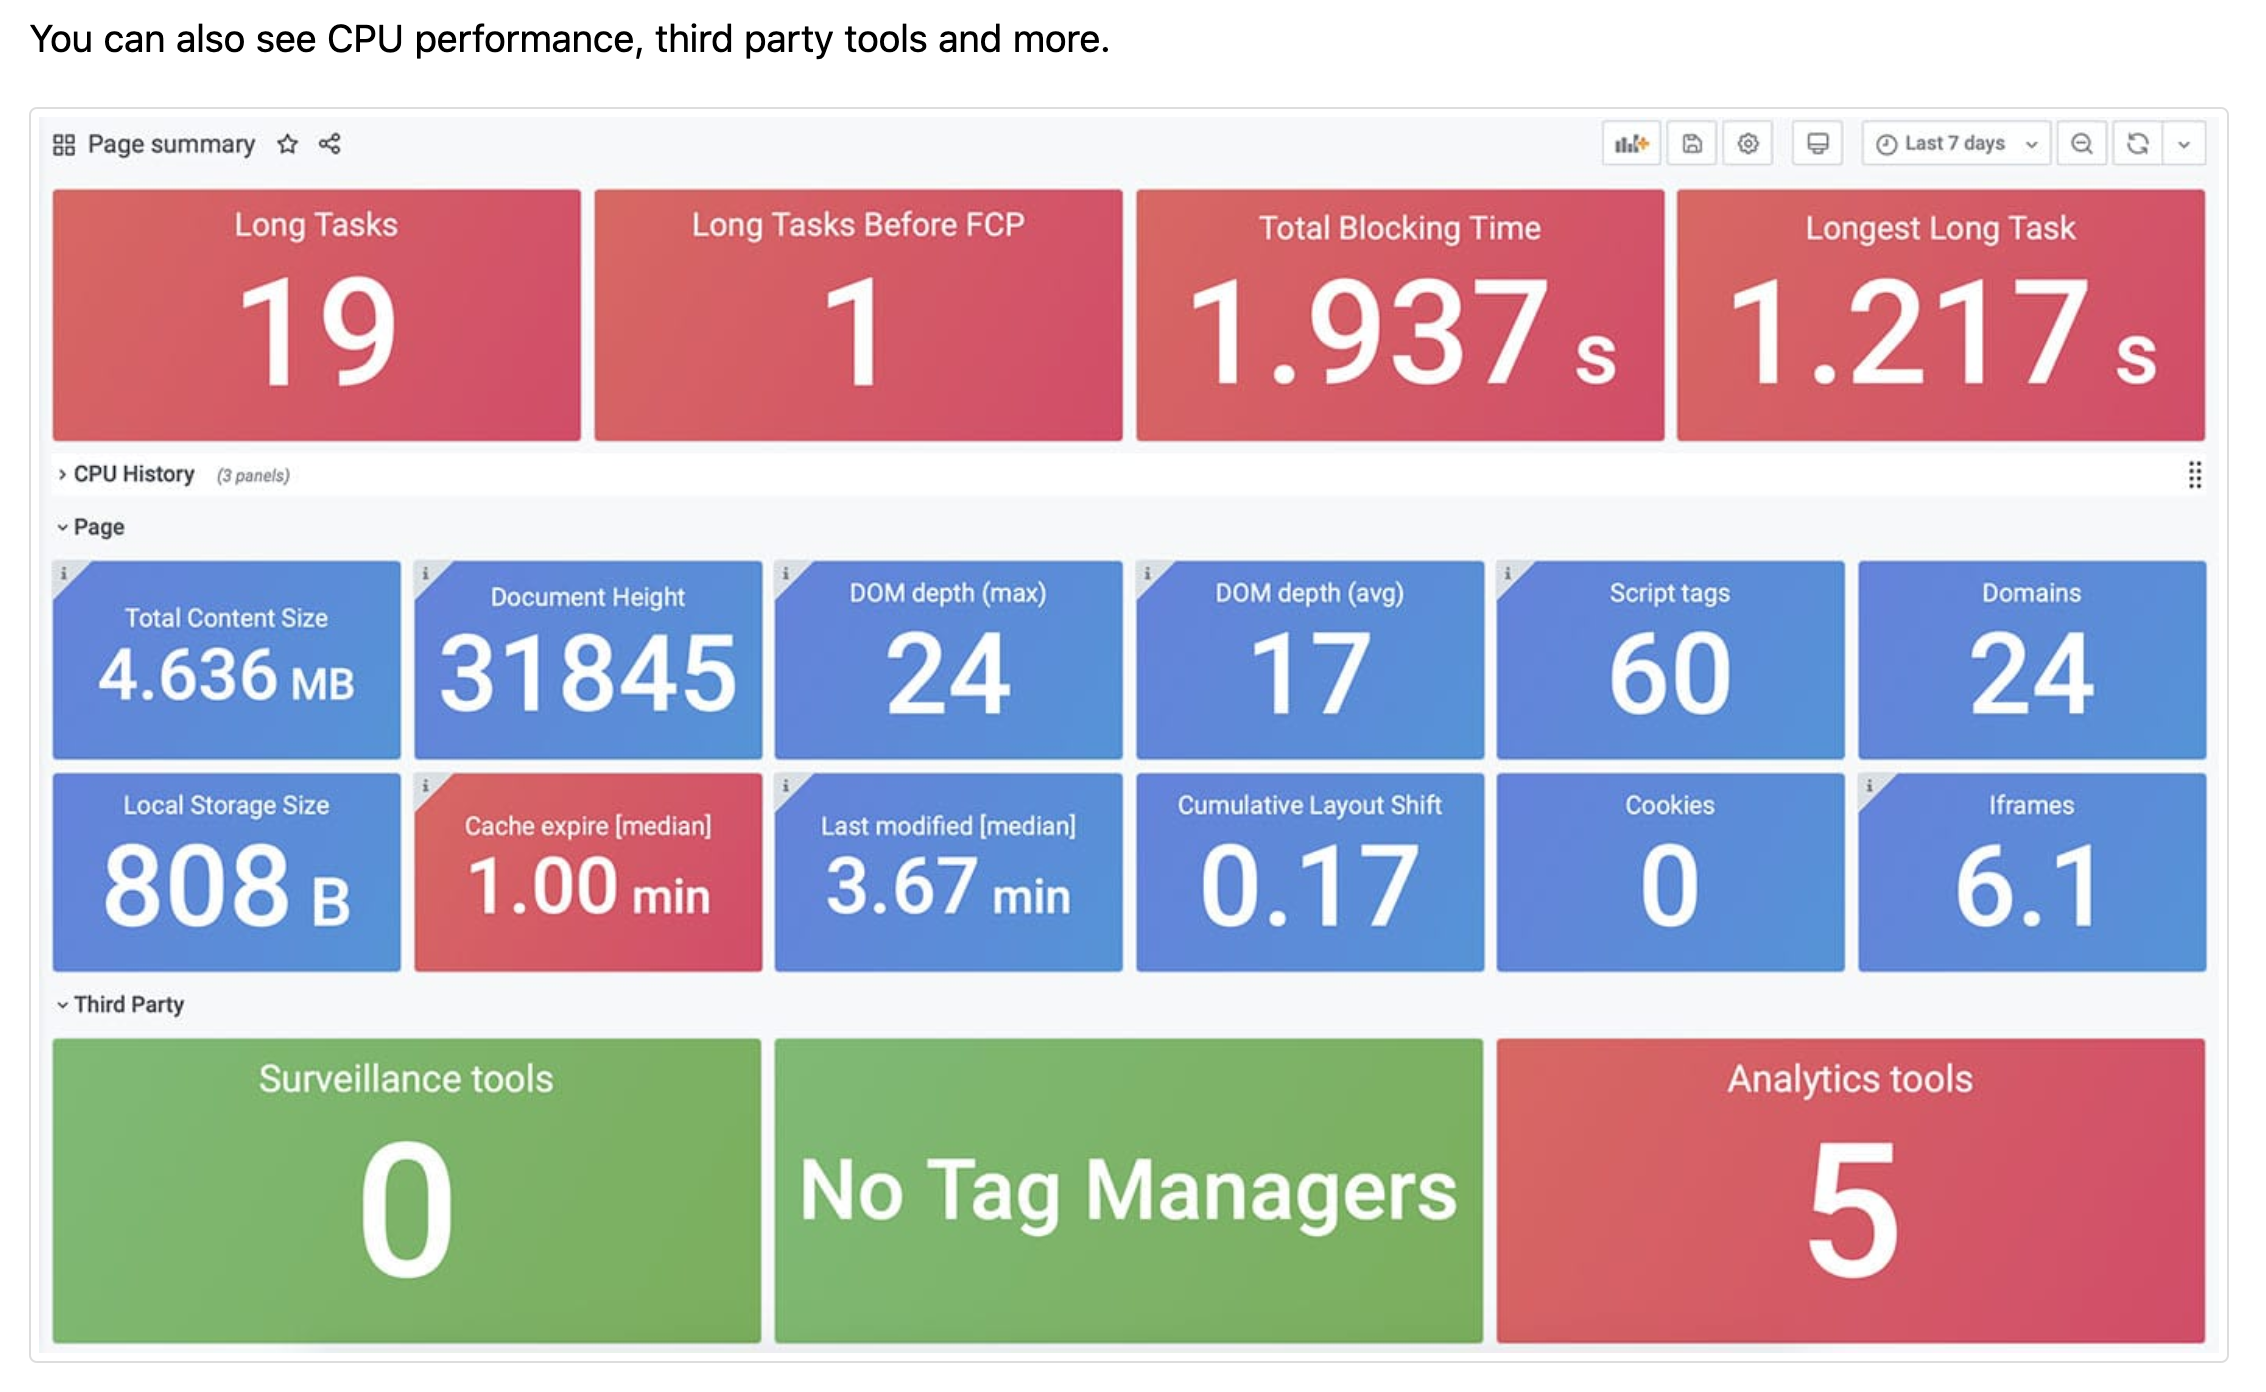 You can also see CPU performance, third party tools and more.
Page summary
Last 7 days
Long Tasks
19
Long Tasks Before FCP
1
Total Blocking Time
1.937 s
Longest Long Task
1.217 s
CPU History (3 panels)
Page
Total Content Size
4.636 MB
Document Height
31845
DOM depth (max)
24
DOM depth (avg)
17
Script tags
60
Domains
24
Local Storage Size
808 B
Cache expire [median]
1.00 min
Last modified [median]
3.67 min
Cumulative Layout Shift
0.17
Cookies
0
Iframes
6.1
Third Party
Surveillance tools
0
No Tag Managers
Analytics tools
5